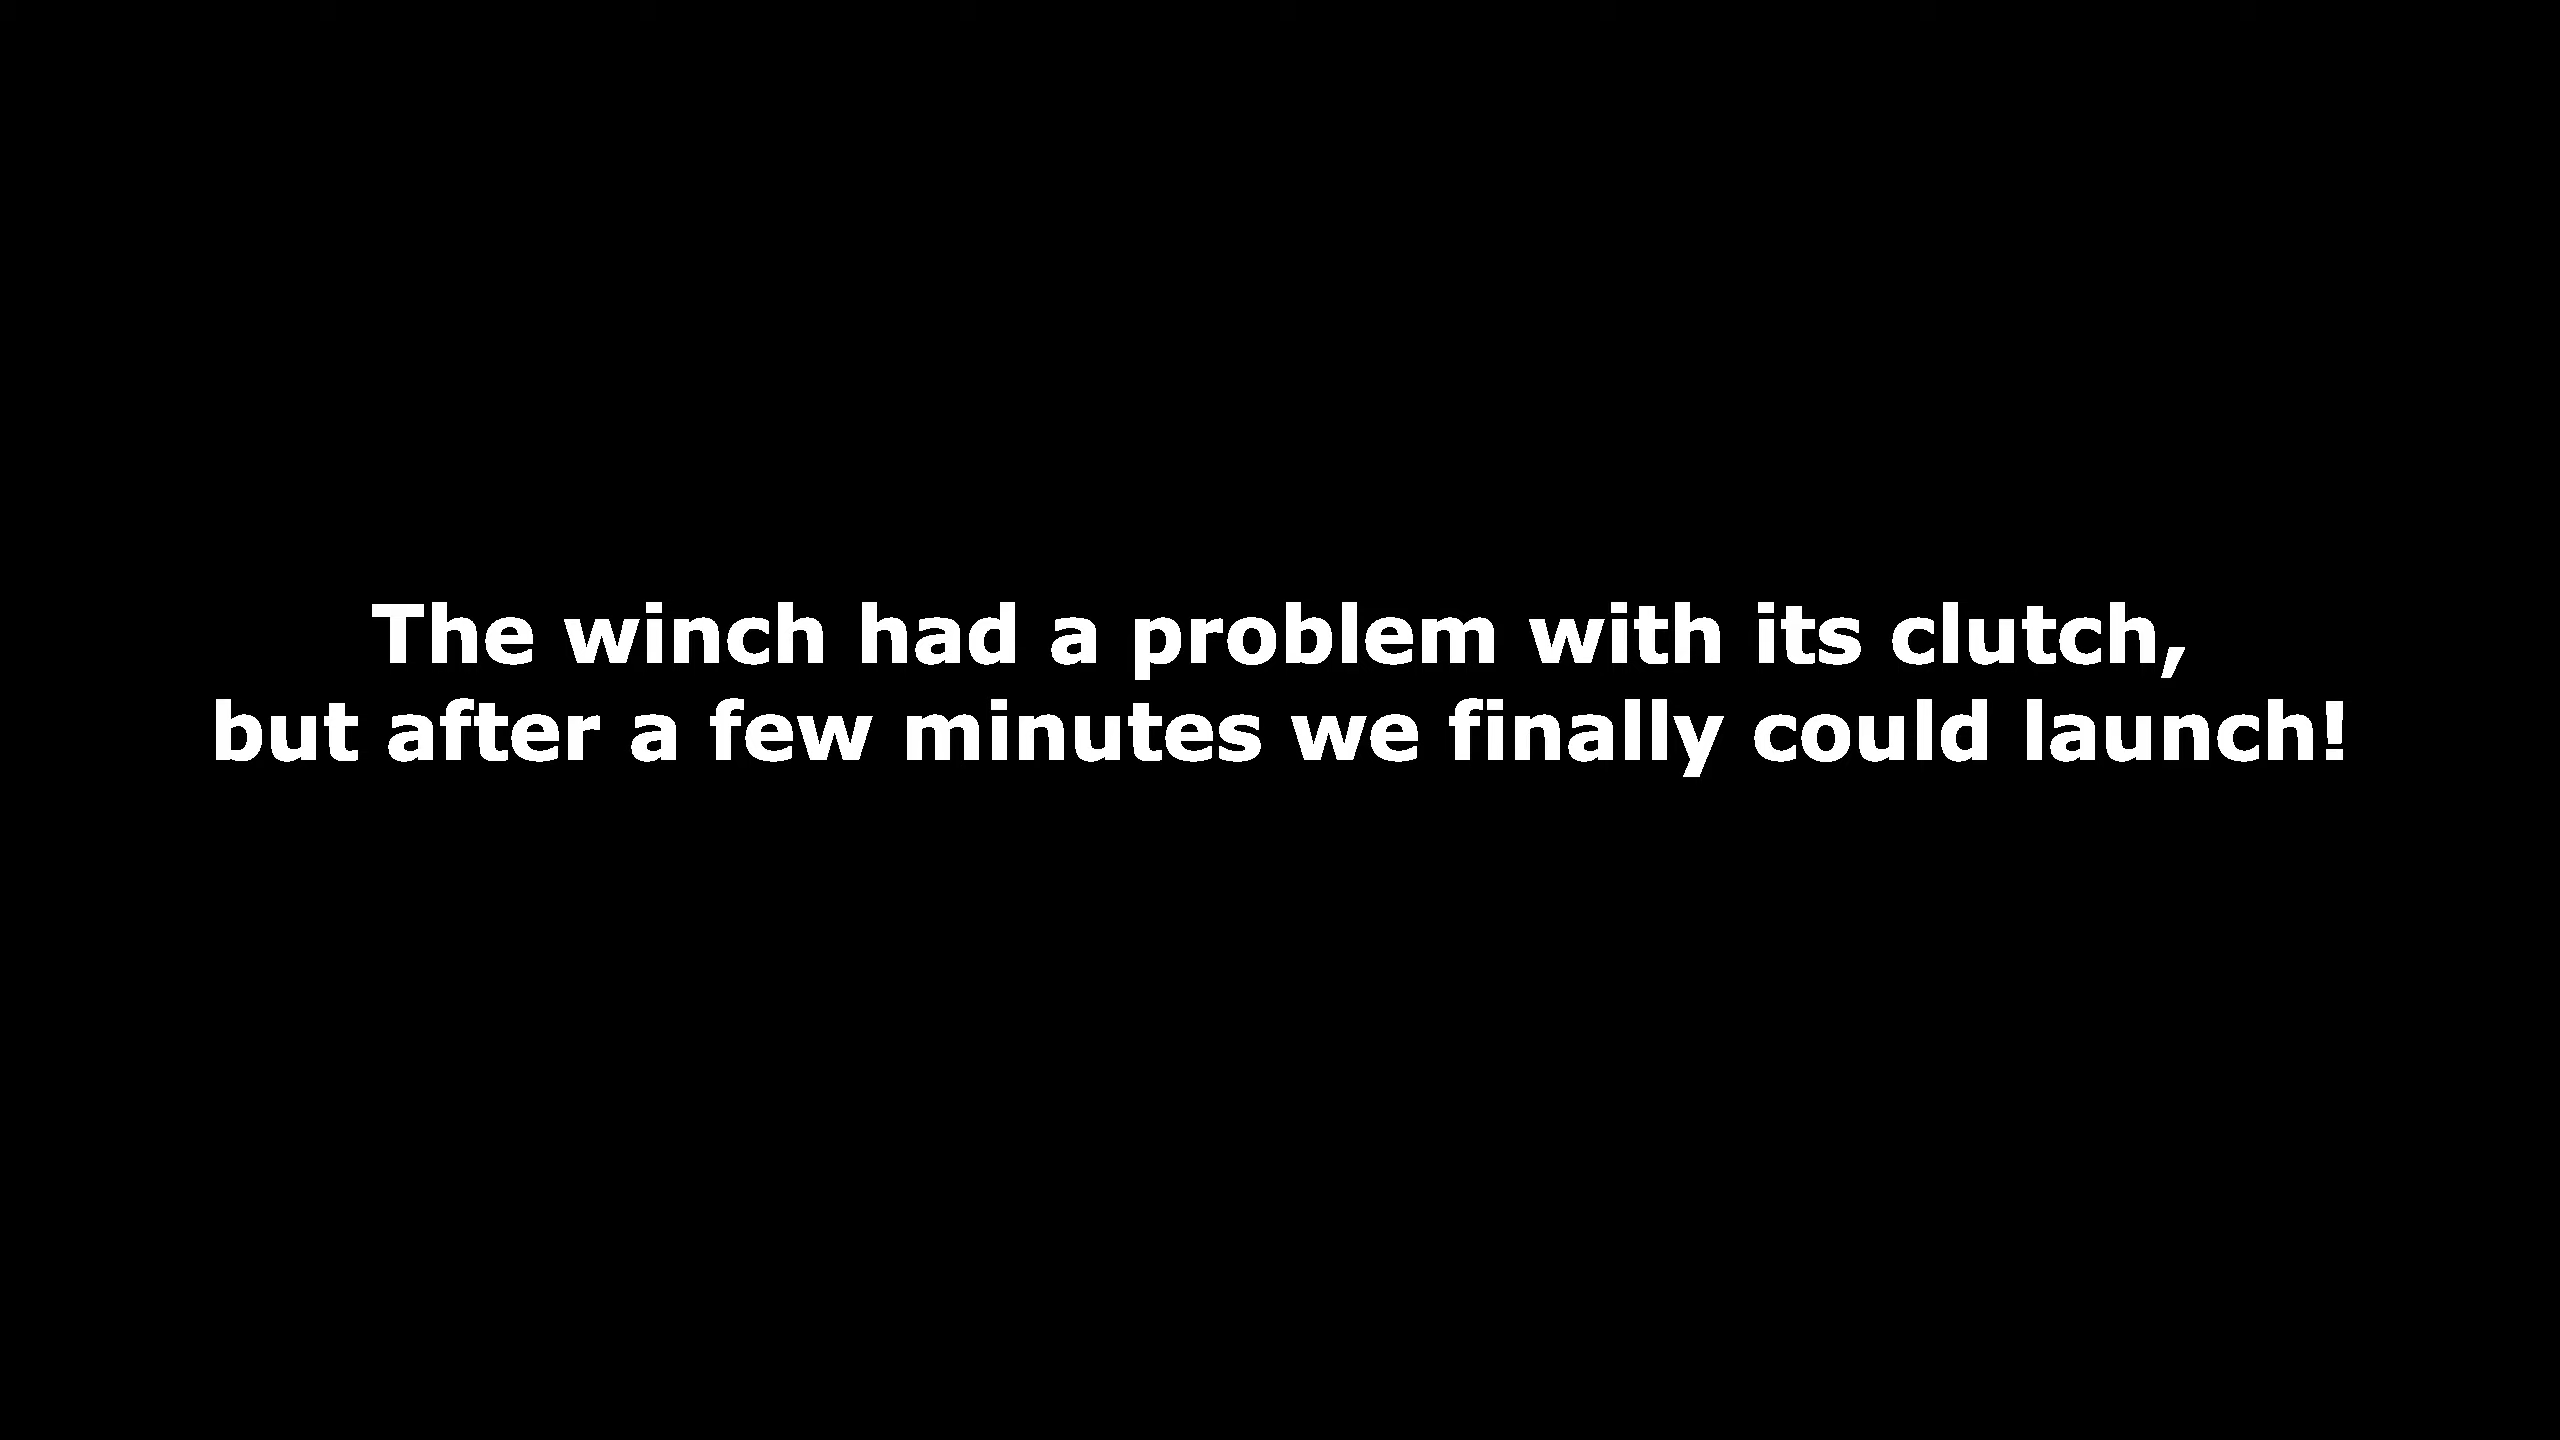 The winch had a problem with its clutch,
but after a few minutes we finally could launch!